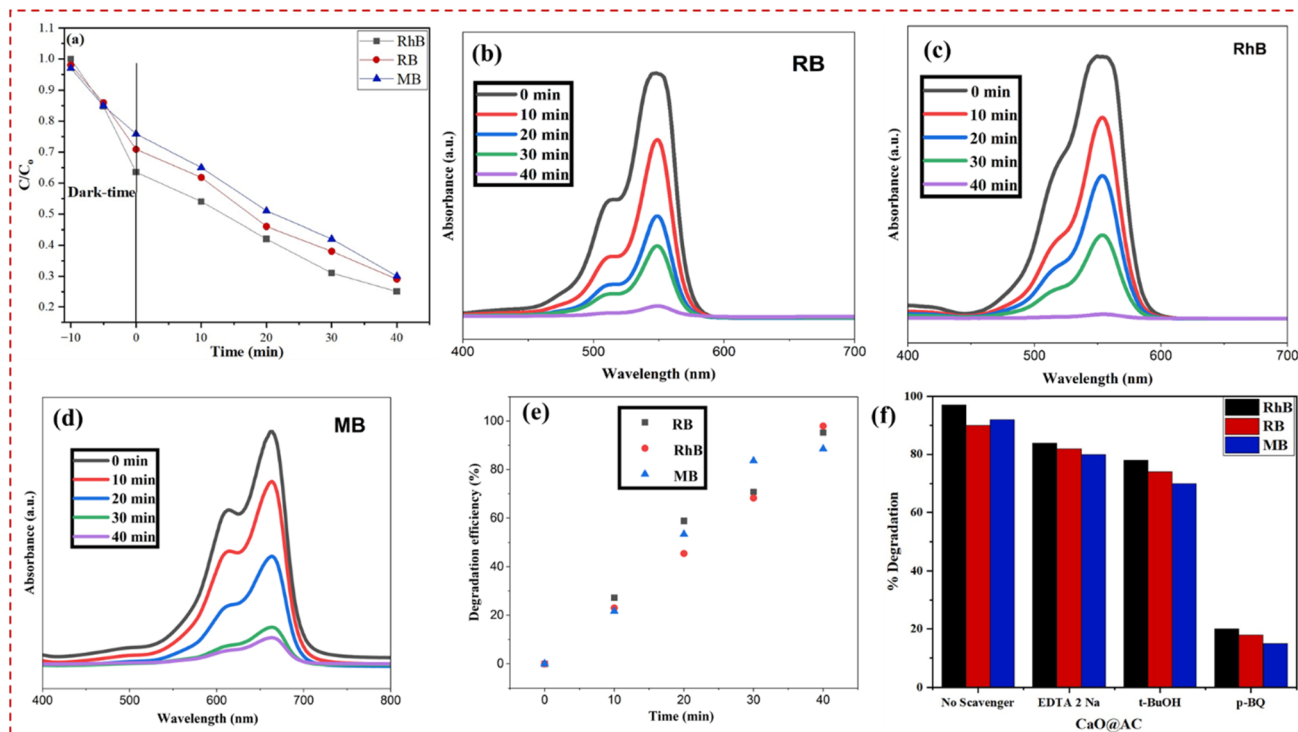 (a)
RhB
RB
MB
Dark-time
C/Co
1.1
1.0
0.9
0.8
0.7
0.6
0.5
0.4
0.3
0.2
−10 0 10 20 30 40
Time (min)
(b)
RB
0 min
10 min
20 min
30 min
40 min
Absorbance (a.u.)
400 500 600 700
Wavelength (nm)
(c)
RhB
0 min
10 min
20 min
30 min
40 min
Absorbance (a.u.)
400 500 600 700
Wavelength (nm)
(d)
MB
0 min
10 min
20 min
30 min
40 min
Absorbance (a.u.)
400 500 600 700 800
Wavelength (nm)
(e)
RB
RhB
MB
Degradation efficiency (%)
100
80
60
40
20
0
0 10 20 30 40
Time (min)
(f)
RhB
RB
MB
% Degradation
100
80
60
40
20
0
No Scavenger EDTA 2 Na t-BuOH p-BQ
CaO@AC